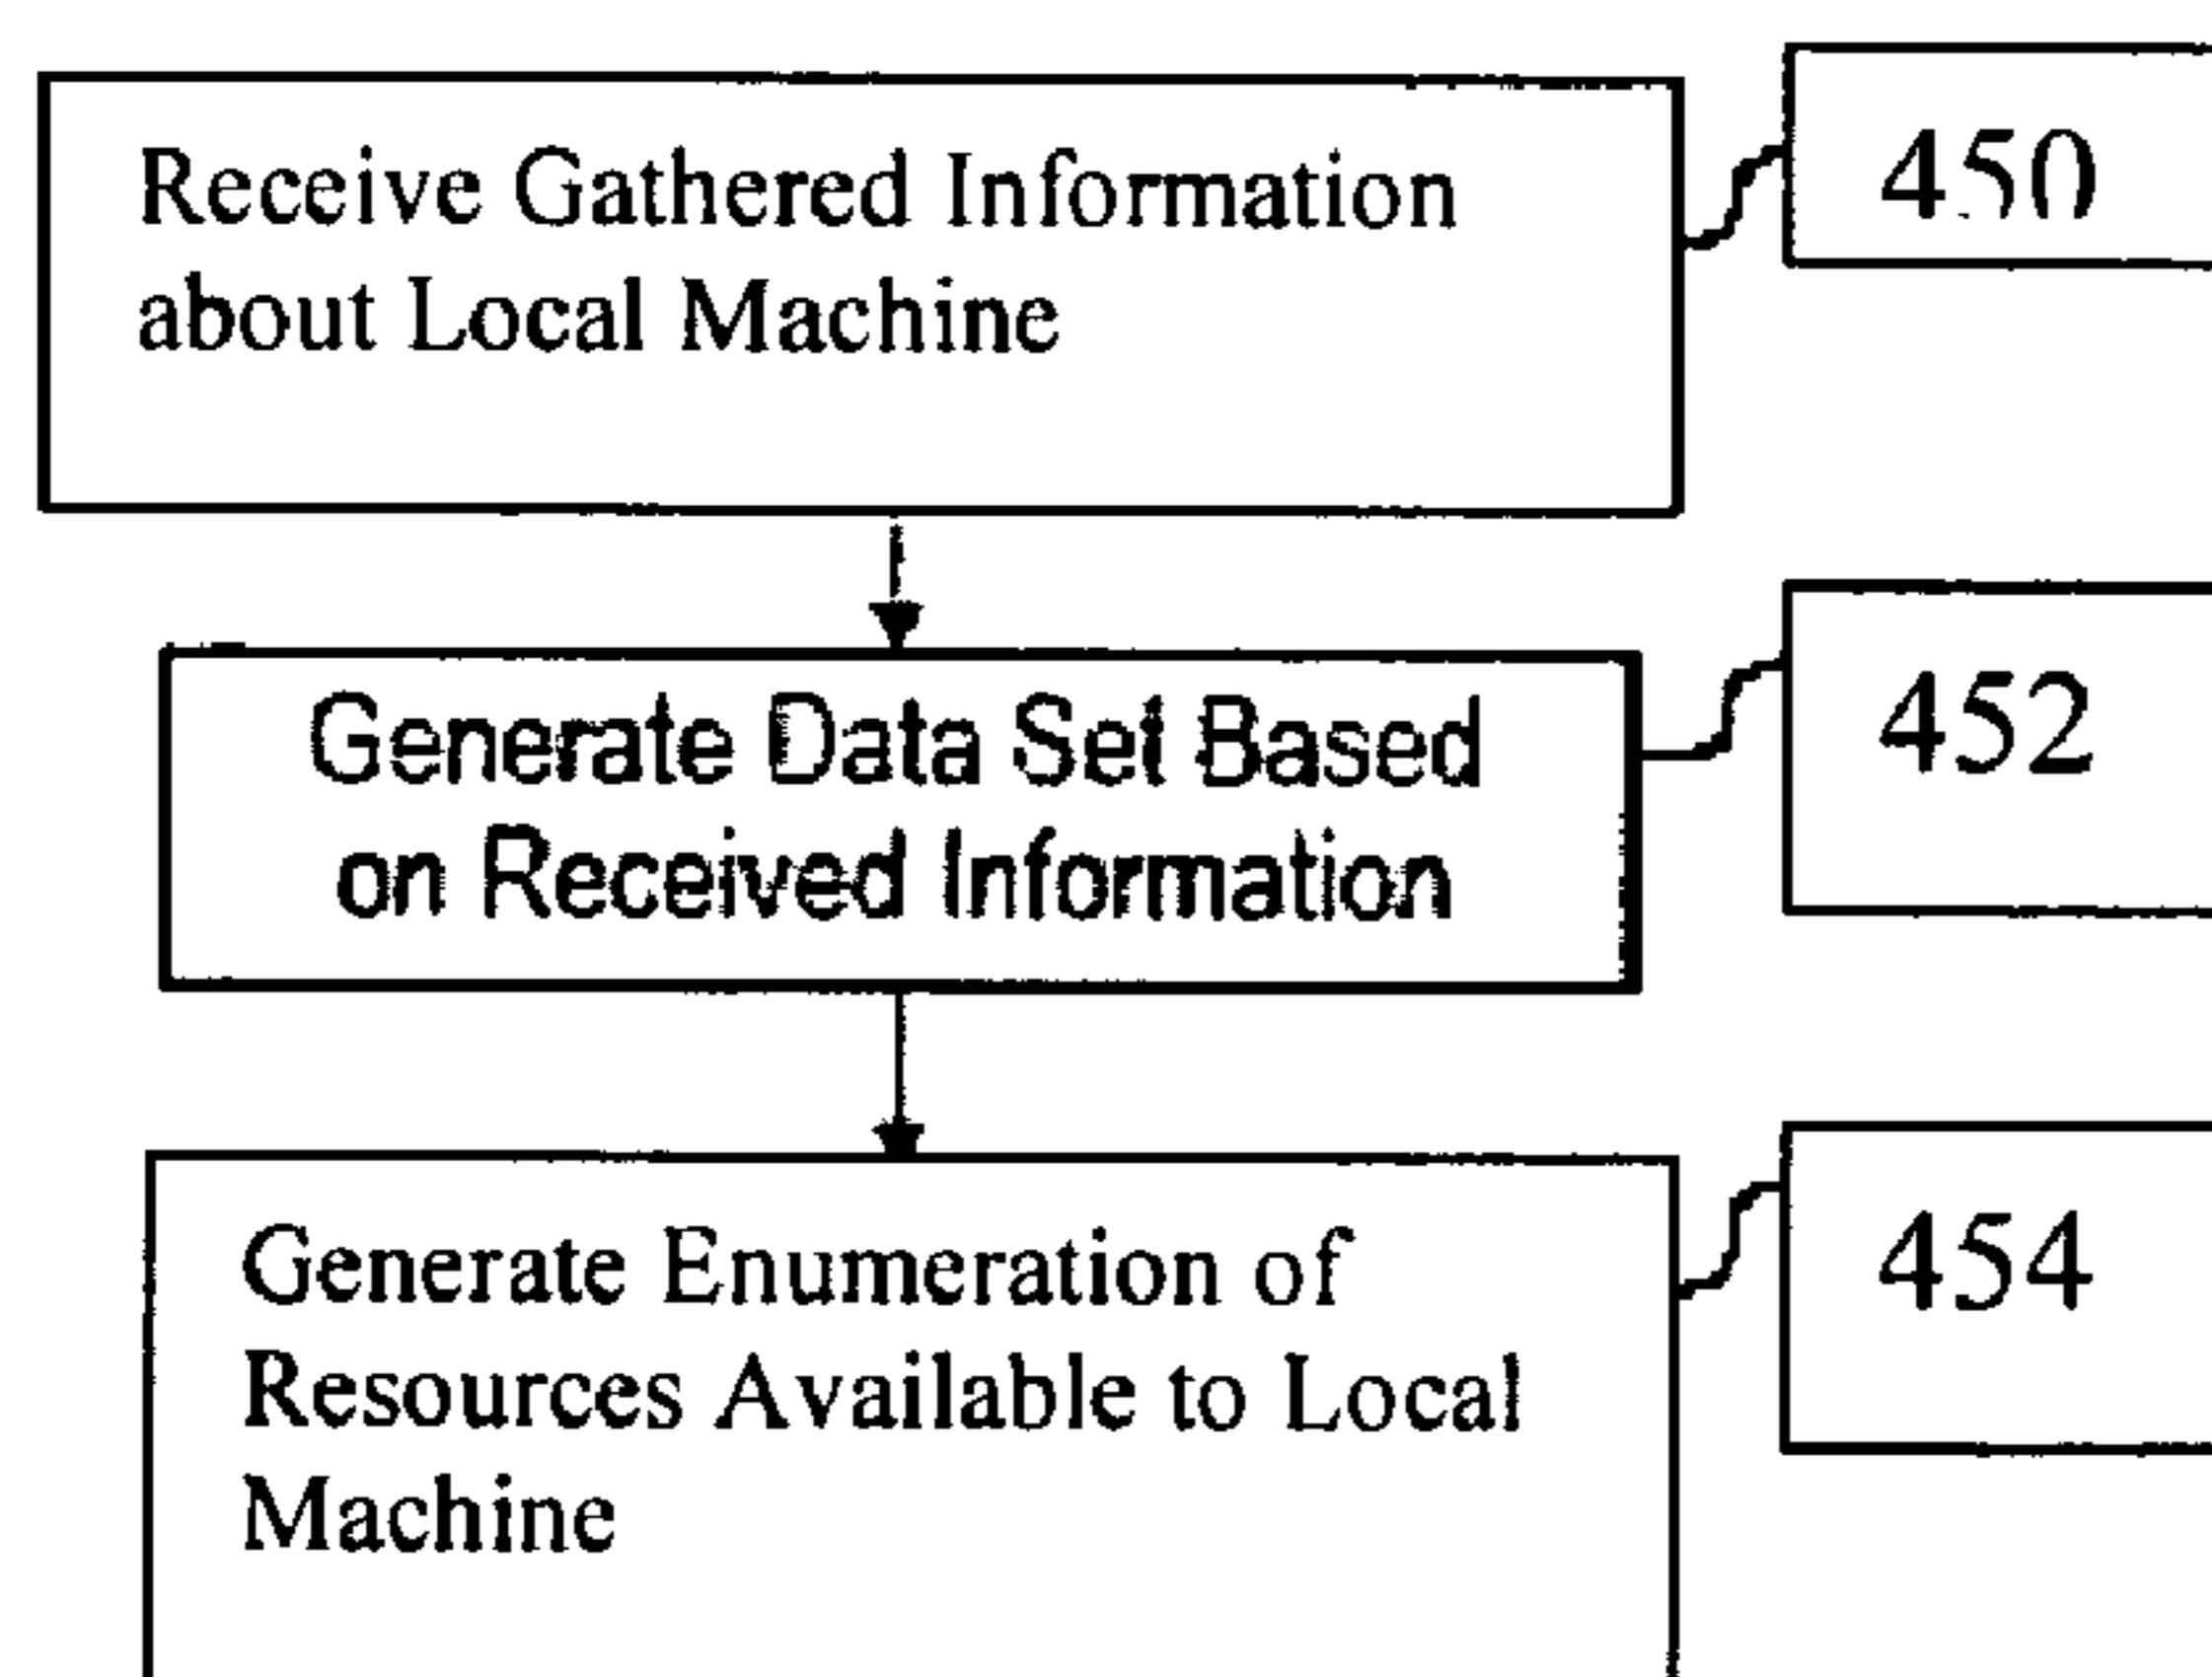 Receive Gathered Information
about Local Machine
450
Generate Data Set Based
on Received Information
452
Generate Enumeration of
Resources Available to Local
Machine
454